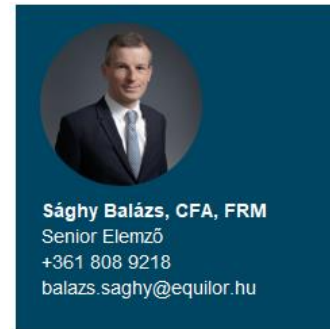 Sághy Balázs, CFA, FRM
Senior Elemző
+361 808 9218
balazs.saghy@equilor.hu